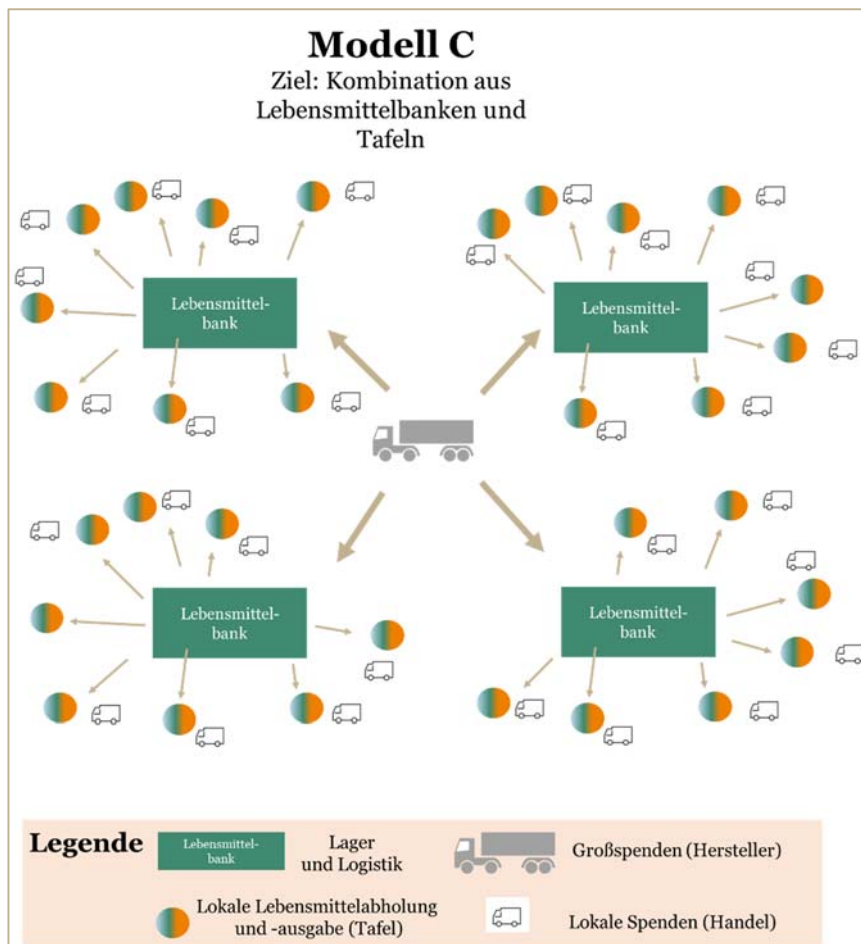 Modell C
Ziel: Kombination aus
Lebensmittelbanken und
Tafeln
Lebensmittel-
bank
Lebensmittel-
bank
Lebensmittel-
bank
Lebensmittel-
bank
Legende
Lebensmittel-
bank
Lager
und Logistik
Großspenden (Hersteller)
Lokale Lebensmittelabholung
und -ausgabe (Tafel)
Lokale Spenden (Handel)